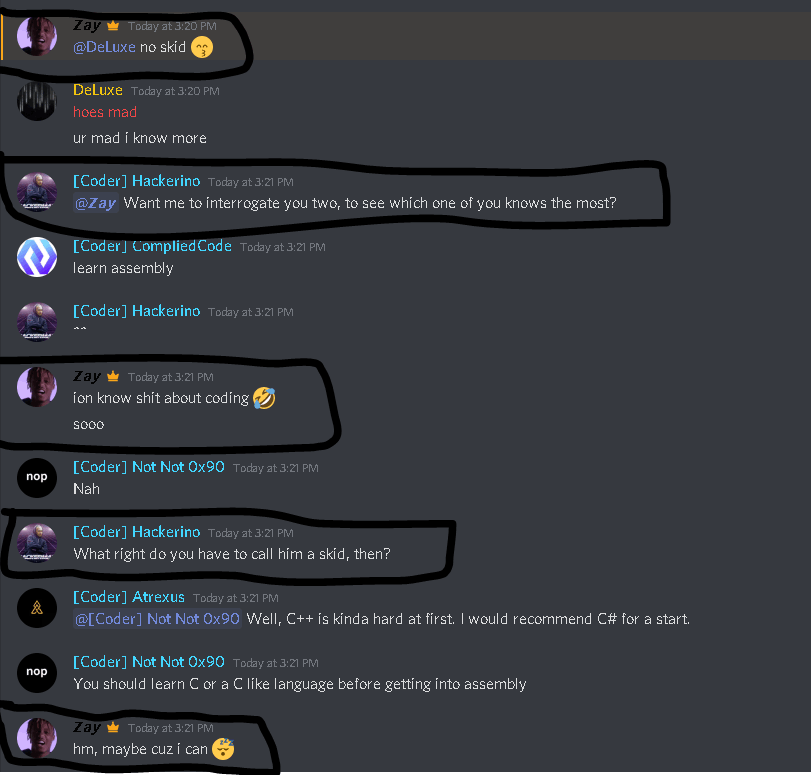 Zay Today at 3:20 PM
@DeLuxe no skid 😙
DeLuxe Today at 3:20 PM
hoes mad
ur mad i know more
[Coder] Hackerino Today at 3:21 PM
@Zay Want me to interrogate you two, to see which one of you knows the most?
[Coder] CompliedCode Today at 3:21 PM
learn assembly
[Coder] Hackerino Today at 3:21 PM
^^
Zay Today at 3:21 PM
ion know shit about coding 🤣
sooo
nop
[Coder] Not Not 0x90 Today at 3:21 PM
Nah
[Coder] Hackerino Today at 3:21 PM
What right do you have to call him a skid, then?
[Coder] Atrexus Today at 3:21 PM
@[Coder] Not Not 0x90 Well, C++ is kinda hard at first. I would recommend C# for a start.
nop
[Coder] Not Not 0x90 Today at 3:21 PM
You should learn C or a C like language before getting into assembly
Zay Today at 3:21 PM
hm, maybe cuz i can 😴